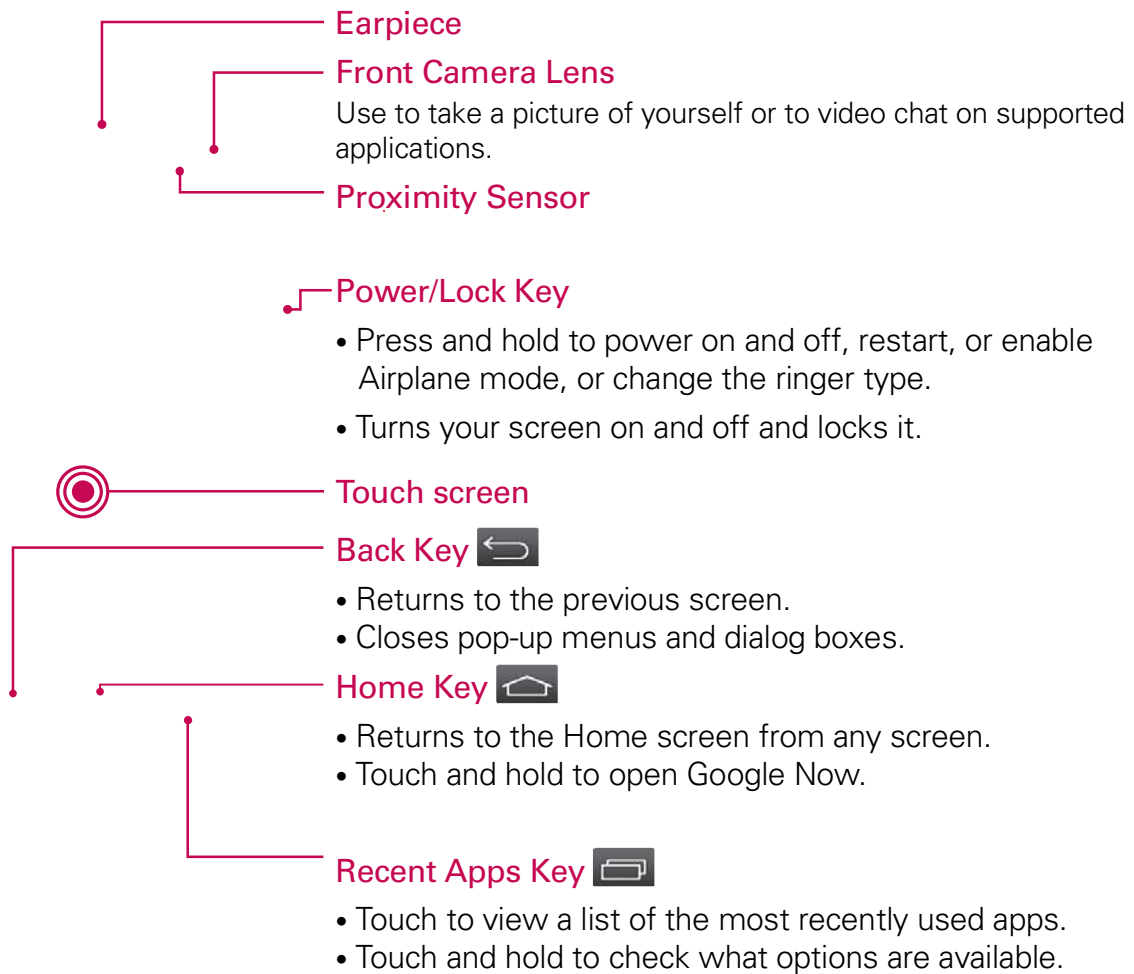 Earpiece
Front Camera Lens
Use to take a picture of yourself or to video chat on supported
applications.
Proximity Sensor
Power/Lock Key
• Press and hold to power on and off, restart, or enable
Airplane mode, or change the ringer type.
• Turns your screen on and off and locks it.
Touch screen
Back Key
• Returns to the previous screen.
• Closes pop-up menus and dialog boxes.
Home Key
• Returns to the Home screen from any screen.
• Touch and hold to open Google Now.
Recent Apps Key
• Touch to view a list of the most recently used apps.
• Touch and hold to check what options are available.